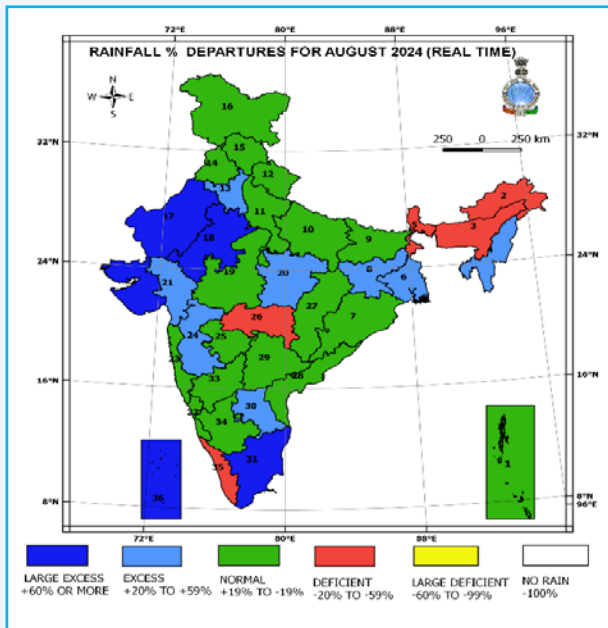 72°E 80°E 96°E
RAINFALL % DEPARTURES FOR AUGUST 2024 (REAL TIME)
N
W E
S
16
32°N 32°N
250 0 250 km
15
14
12
13
2
17
11
5
3
18
10
9
4
24°N 24°N
19
20
8
6
21
27
26
7
24
25
23
29
28
16°N 10°N
33
30
34
31
35
1
36
8°N 8°N
96°E
72°E 80°E 88°E
LARGE EXCESS
+60% OR MORE
EXCESS
+20% TO +59%
NORMAL
+19% TO -19%
DEFICIENT
-20% TO -59%
LARGE DEFICIENT
-60% TO -99%
NO RAIN
-100%